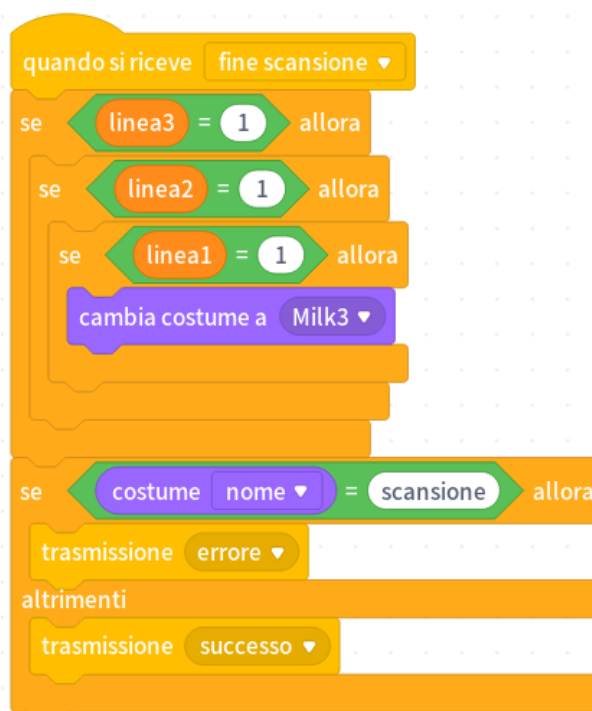 quando si riceve fine scansione
se linea3 = 1 allora
se linea2 = 1 allora
se linea1 = 1 allora
cambia costume a Milk3
se costume nome = scansione allora
trasmissione errore
altrimenti
trasmissione successo